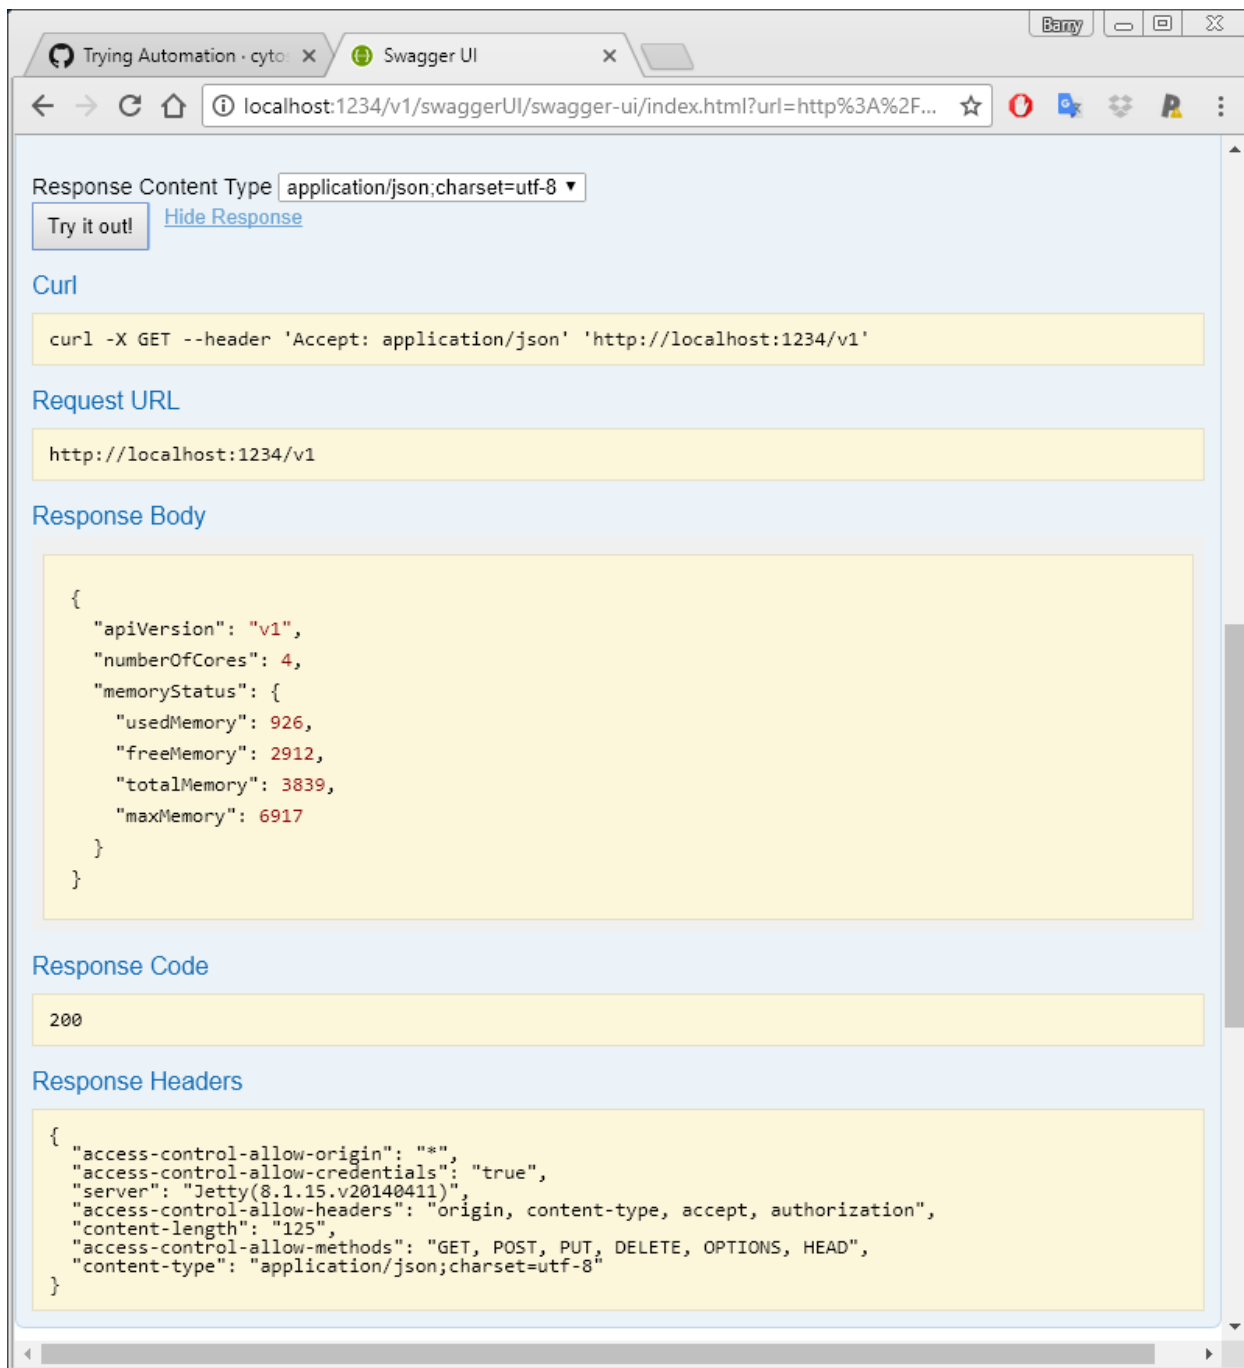 Barry
Trying Automation · cyto
Swagger UI
localhost:1234/v1/swaggerUI/swagger-ui/index.html?url=http%3A%2F...
Response Content Type application/json;charset=utf-8
Try it out! Hide Response
Curl
curl -X GET --header 'Accept: application/json' 'http://localhost:1234/v1'
Request URL
http://localhost:1234/v1
Response Body
{
"apiVersion": "v1",
"numberOfCores": 4,
"memoryStatus": {
"usedMemory": 926,
"freeMemory": 2912,
"totalMemory": 3839,
"maxMemory": 6917
}
}
Response Code
200
Response Headers
{
"access-control-allow-origin": "*",
"access-control-allow-credentials": "true",
"server": "Jetty(8.1.15.v20140411)",
"access-control-allow-headers": "origin, content-type, accept, authorization",
"content-length": "125",
"access-control-allow-methods": "GET, POST, PUT, DELETE, OPTIONS, HEAD",
"content-type": "application/json;charset=utf-8"
}